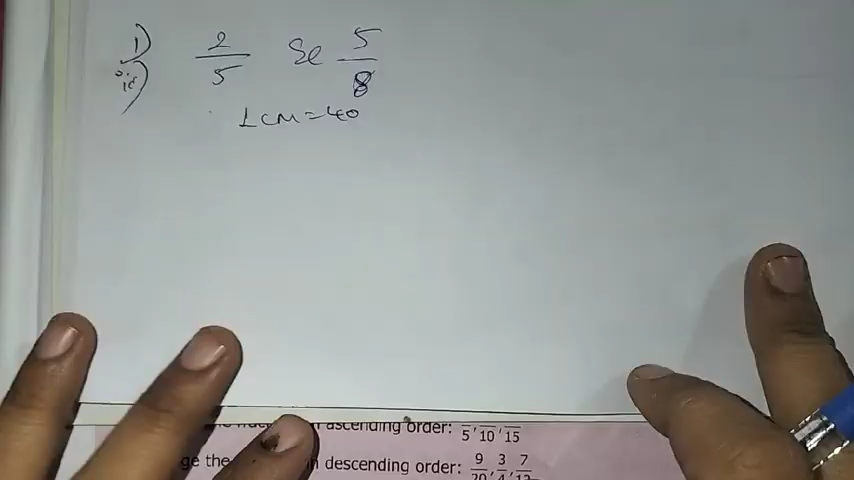 1) 2/5 & 5/8
ii)
LCM = 40
ascending order: 5, 10, 15
ge the in descending order: 9/20, 3/4, 7/12